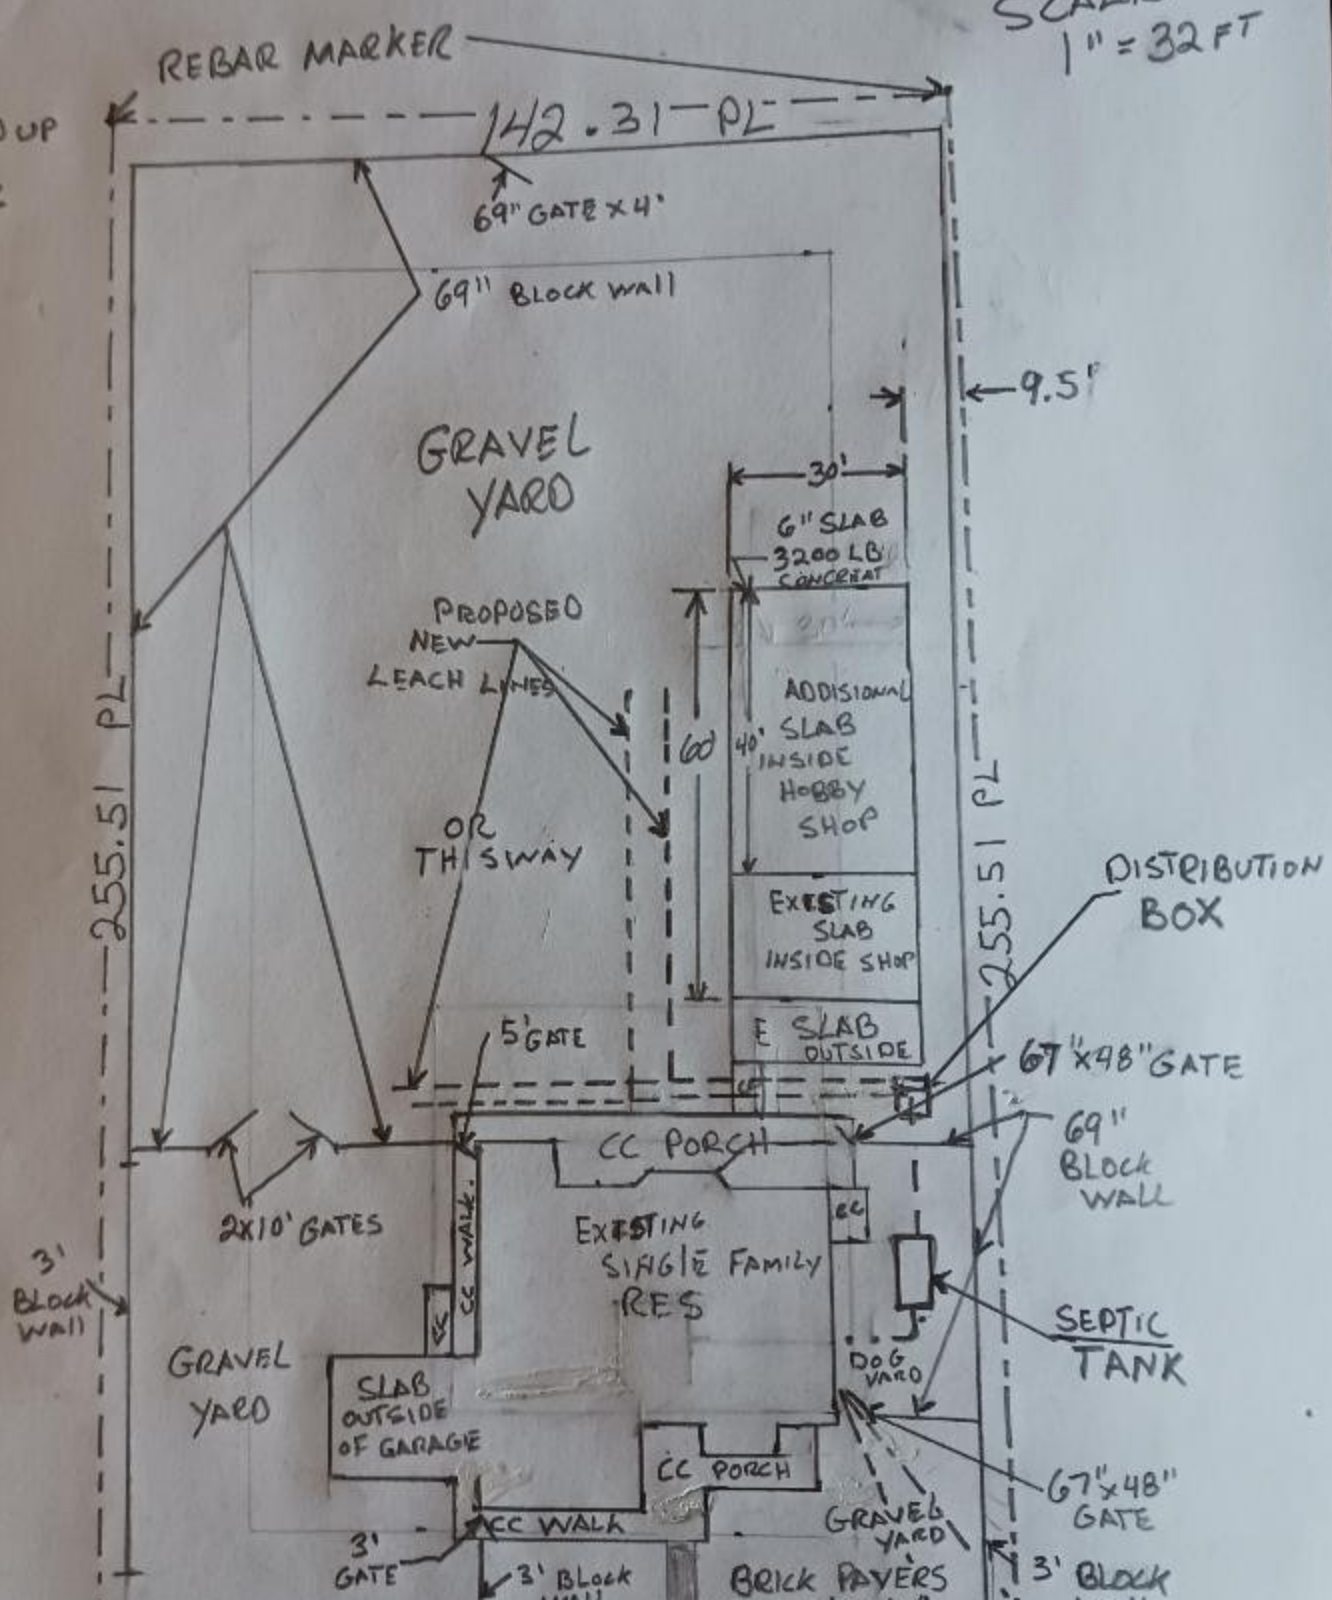 1" = 32 FT
REBAR MARKER
UP
142.31 PL
69" GATE X 4'
69" BLOCK WALL
9.5'
GRAVEL
YARD
30'
6" SLAB
3200 LB
CONCREAT
PROPOSED
NEW
LEACH LINES
ADDISIONAL
SLAB
INSIDE
HOBBY
SHOP
60'
40'
255.51 PL
255.51 PL
OR
THIS WAY
DISTRIBUTION
BOX
EXISTING
SLAB
INSIDE SHOP
E SLAB
OUTSIDE
5' GATE
67"X48" GATE
69"
BLOCK
WALL
CC PORCH
2X10' GATES
CC WALK.
EXISTING
SINGLE FAMILY
RES
CC
3'
BLOCK
WALL
CC
SEPTIC
TANK
DOG
YARD
GRAVEL
YARD
SLAB
OUTSIDE
OF GARAGE
CC PORCH
67"X48"
GATE
GRAVEL
YARD
CC WALK
3'
GATE
3' BLOCK
BRICK PAVERS
3' BLOCK